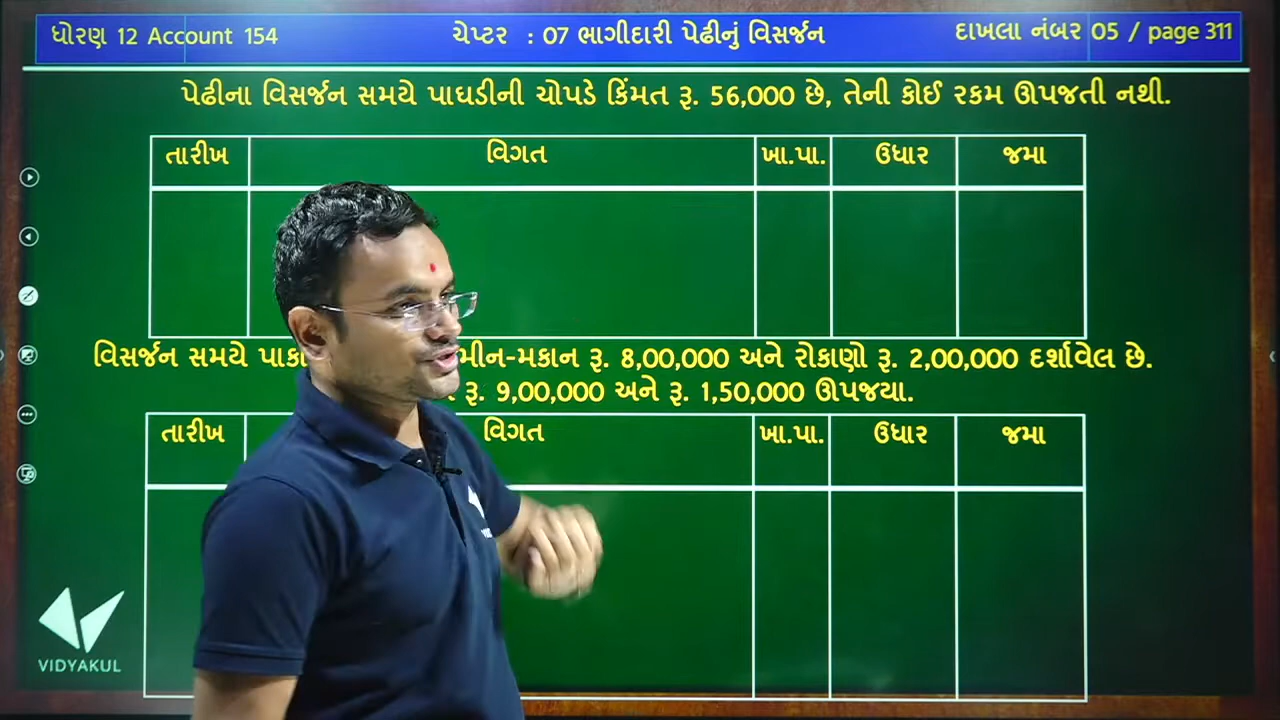 ધોરણ 12 Account 154
ચેપ્ટર : 07 ભાગીદારી પેઢીનું વિસર્જન
દાખલા નંબર 05 / page 311
પેઢીના વિસર્જન સમયે પાઘડીની ચોપડે કિંમત રૂ. 56,000 છે, તેની કોઈ રકમ ઊપજતી નથી.
તારીખ વિગત ખા.પા. ઉધાર જમા
વિસર્જન સમયે રૂ. 8,00,000 અને રોકાણો રૂ. 2,00,000 દર્શાવેલ છે.
રૂ. 9,00,000 અને રૂ. 1,50,000 ઊપજયા.
તારીખ વિગત ખા.પા. ઉધાર જમા
VIDYAKUL